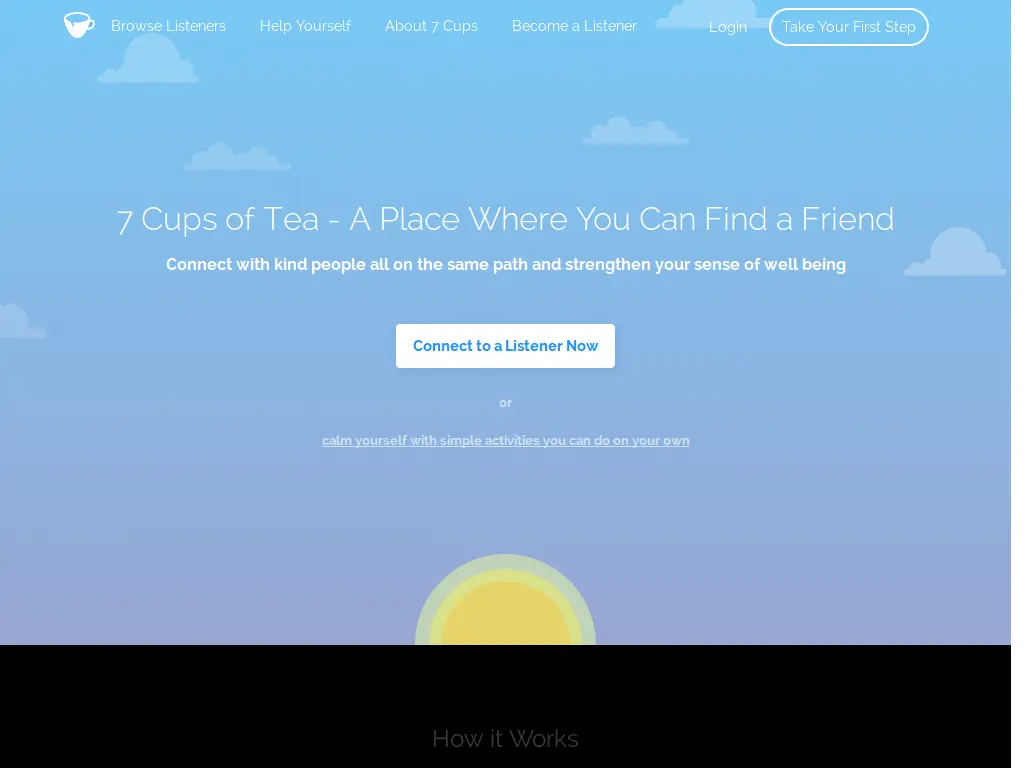 Browse Listeners Help Yourself About 7 Cups Become a Listener Login Take Your First Step
7 Cups of Tea - A Place Where You Can Find a Friend
Connect with kind people all on the same path and strengthen your sense of well being
Connect to a Listener Now
or
calm yourself with simple activities you can do on your own
How it Works